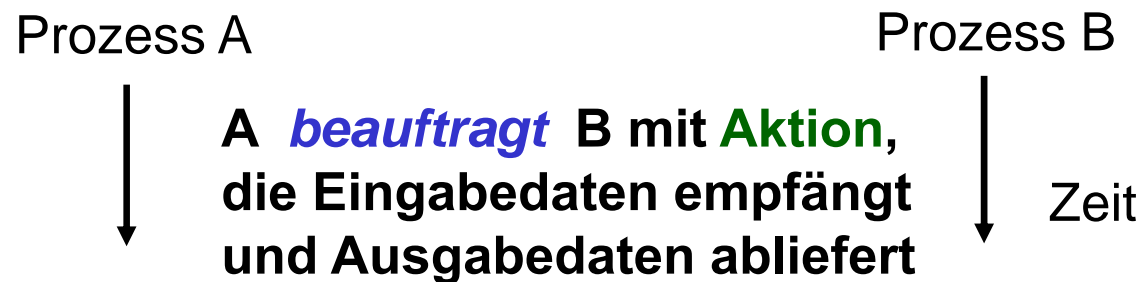 Prozess A
Prozess B
A beauftragt B mit Aktion,
die Eingabedaten empfängt
Zeit
und Ausgabedaten abliefert